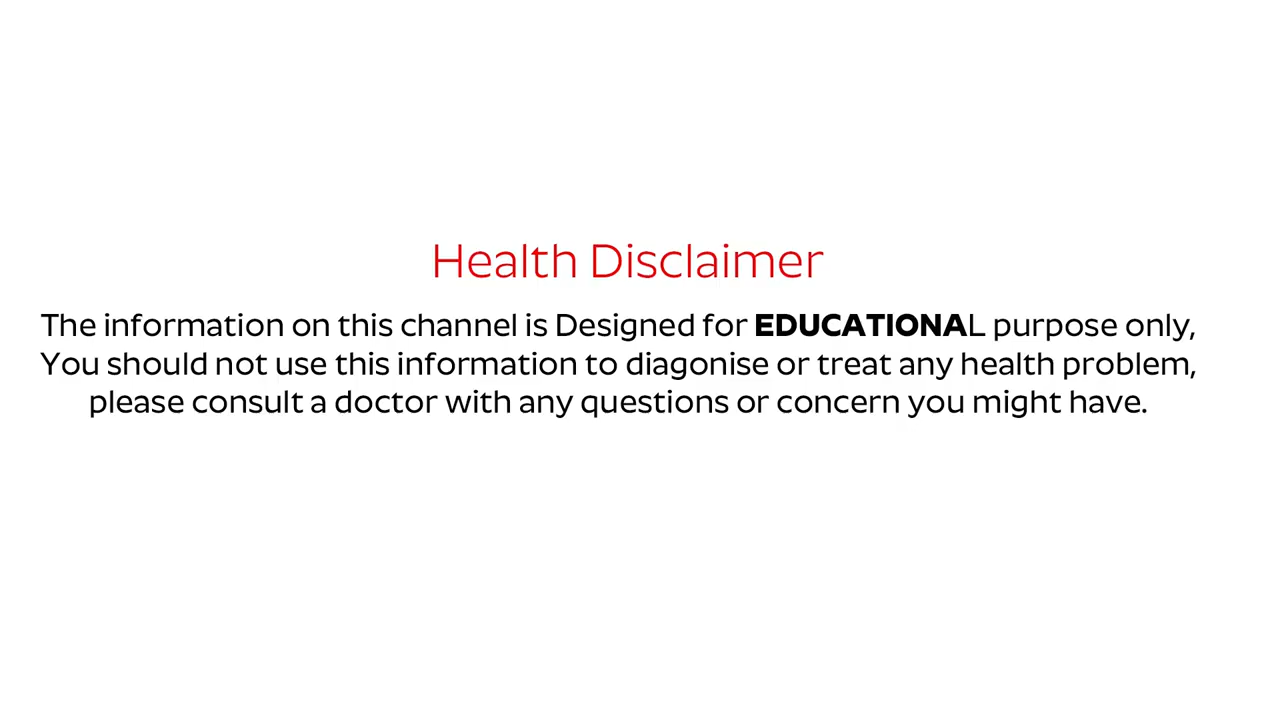 Health Disclaimer
The information on this channel is Designed for EDUCATIONAL purpose only,
You should not use this information to diagonise or treat any health problem,
please consult a doctor with any questions or concern you might have.